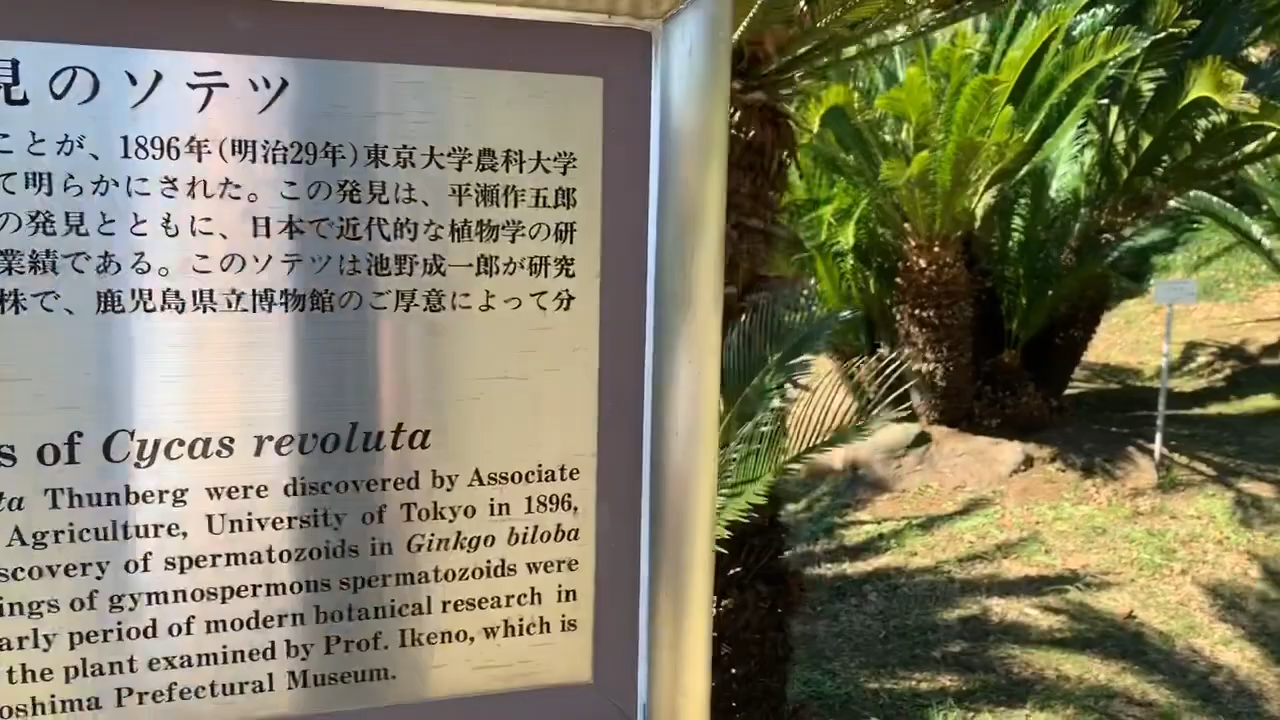 見のソテツ
ことが、1896年(明治29年)東京大学農科大学
て明らかにされた。この発見は、平瀬作五郎
の発見とともに、日本で近代的な植物学の研
業績である。このソテツは池野成一郎が研究
株で、鹿児島県立博物館のご厚意によって分
s of Cycas revoluta
ta Thunberg were discovered by Associate
Agriculture, University of Tokyo in 1896,
scovery of spermatozoids in Ginkgo biloba
ings of gymnospermons spermatozoids were
arly period of modern botanical research in
the plant examined by Prof. Ikeno, which is
oshima Prefectural Museum.